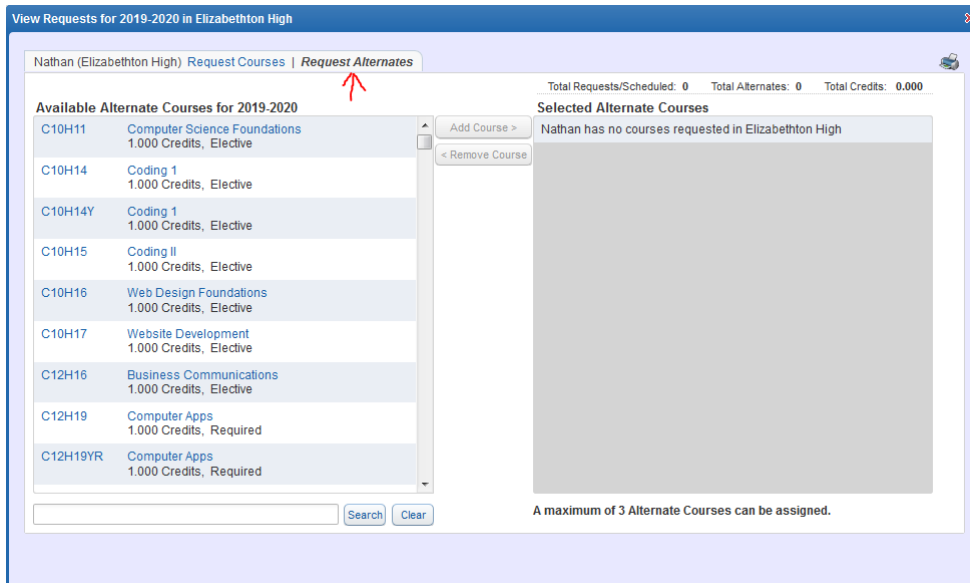 View Requests for 2019-2020 in Elizabethton High
Nathan (Elizabethton High) Request Courses | Request Alternates
Total Requests/Scheduled: 0 Total Alternates: 0 Total Credits: 0.000
Available Alternate Courses for 2019-2020
C10H11 Computer Science Foundations
1.000 Credits, Elective
C10H14 Coding 1
1.000 Credits, Elective
C10H14Y Coding 1
1.000 Credits, Elective
C10H15 Coding II
1.000 Credits, Elective
C10H16 Web Design Foundations
1.000 Credits, Elective
C10H17 Website Development
1.000 Credits, Elective
C12H16 Business Communications
1.000 Credits, Elective
C12H19 Computer Apps
1.000 Credits, Required
C12H19YR Computer Apps
1.000 Credits, Required
Search Clear
Add Course >
< Remove Course
Selected Alternate Courses
Nathan has no courses requested in Elizabethton High
A maximum of 3 Alternate Courses can be assigned.